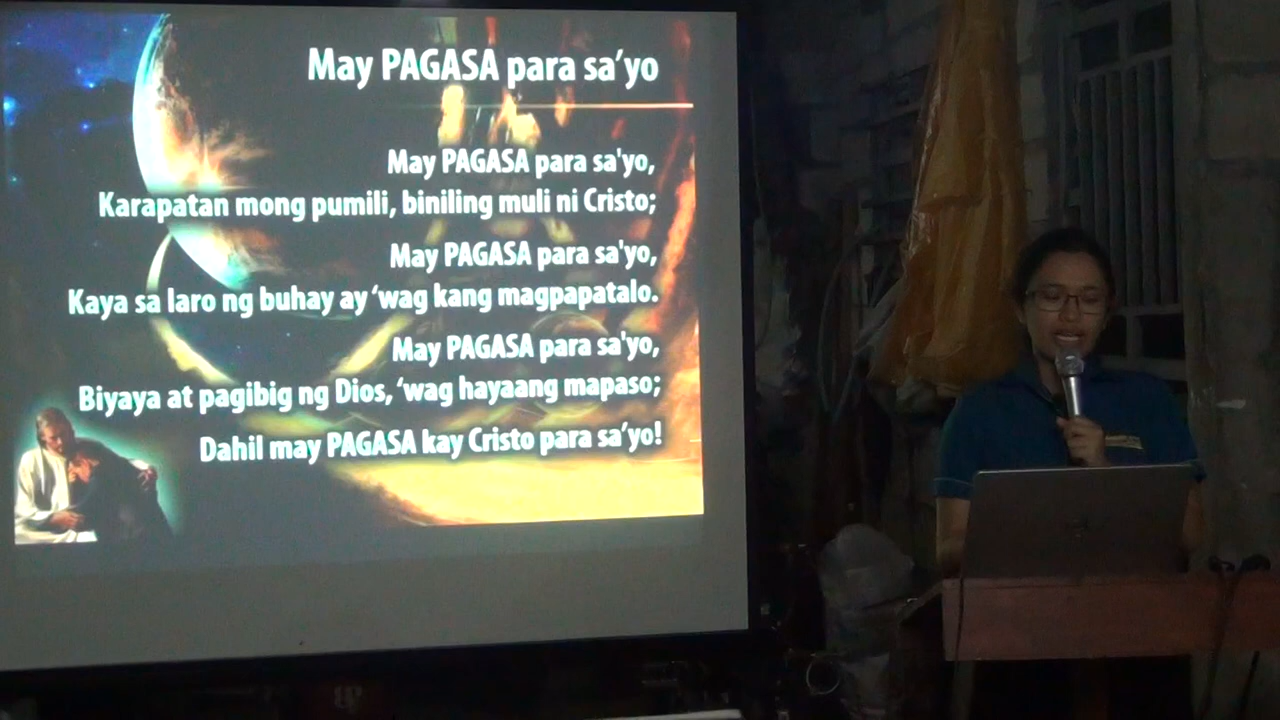 May PAGASA para sa’yo
May PAGASA para sa'yo,
Karapatan mong pumili, biniling muli ni Cristo;
May PAGASA para sa'yo,
Kaya sa laro ng buhay ay ‘wag kang magpapatalo.
May PAGASA para sa'yo,
Biyaya at pagibig ng Dios, ‘wag hayaang mapaso;
Dahil may PAGASA kay Cristo para sa’yo!